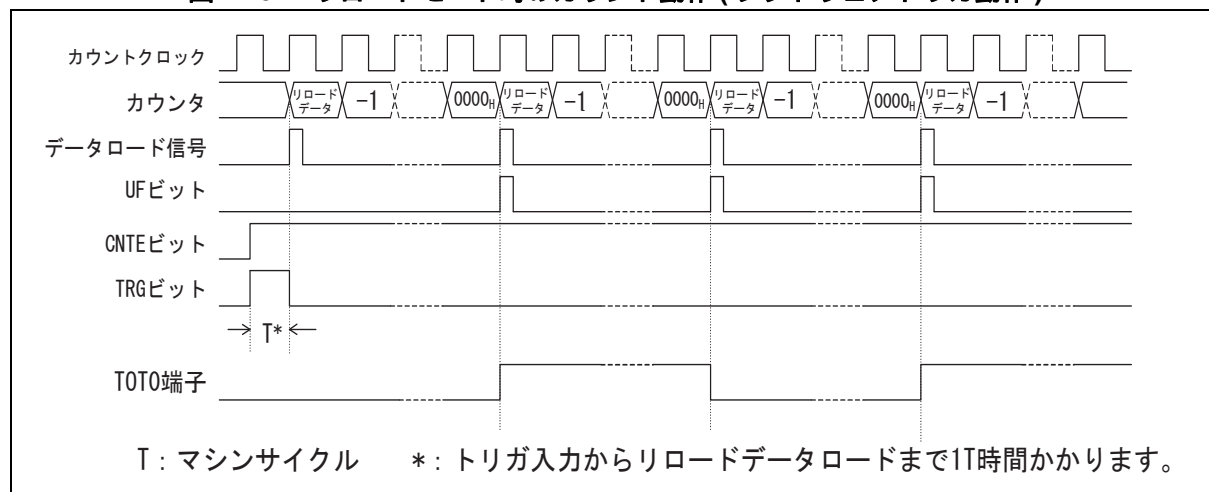 カウントクロック
カウンタ
リロードデータ -1 0000H リロードデータ -1 0000H リロードデータ -1 0000H リロードデータ -1
データロード信号
UFビット
CNTEビット
TRGビット
T*
TOT0端子
T：マシンサイクル　*：トリガ入力からリロードデータロードまで1T時間かかります。